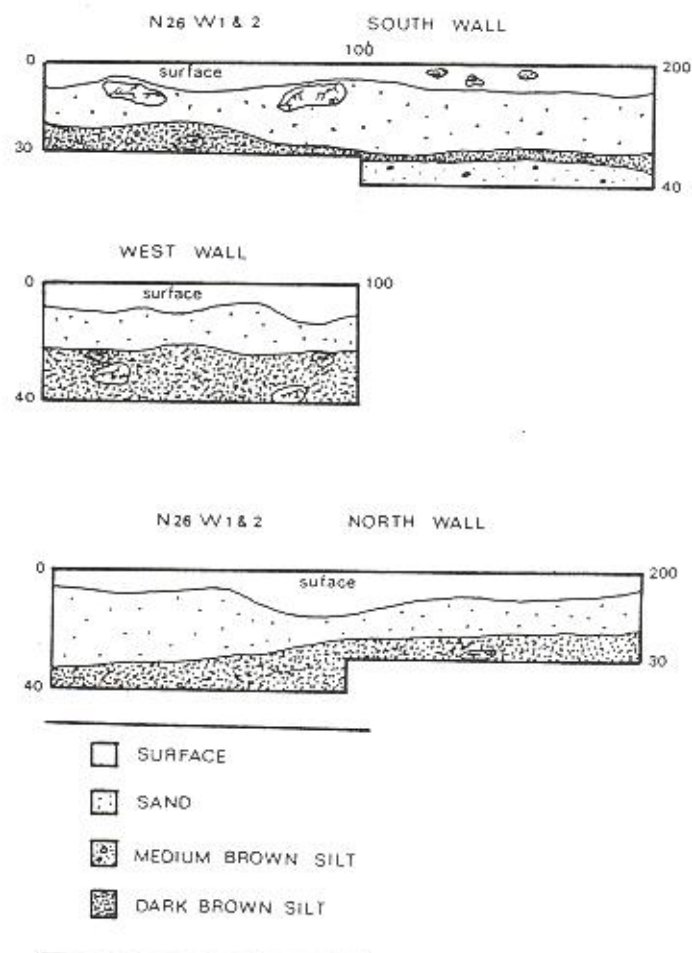 N26 W1 & 2 SOUTH WALL
100
0 surface 200
30
40
WEST WALL
0 surface 100
40
N26 W1 & 2 NORTH WALL
0 suface 200
30
40
SURFACE
SAND
MEDIUM BROWN SILT
DARK BROWN SILT